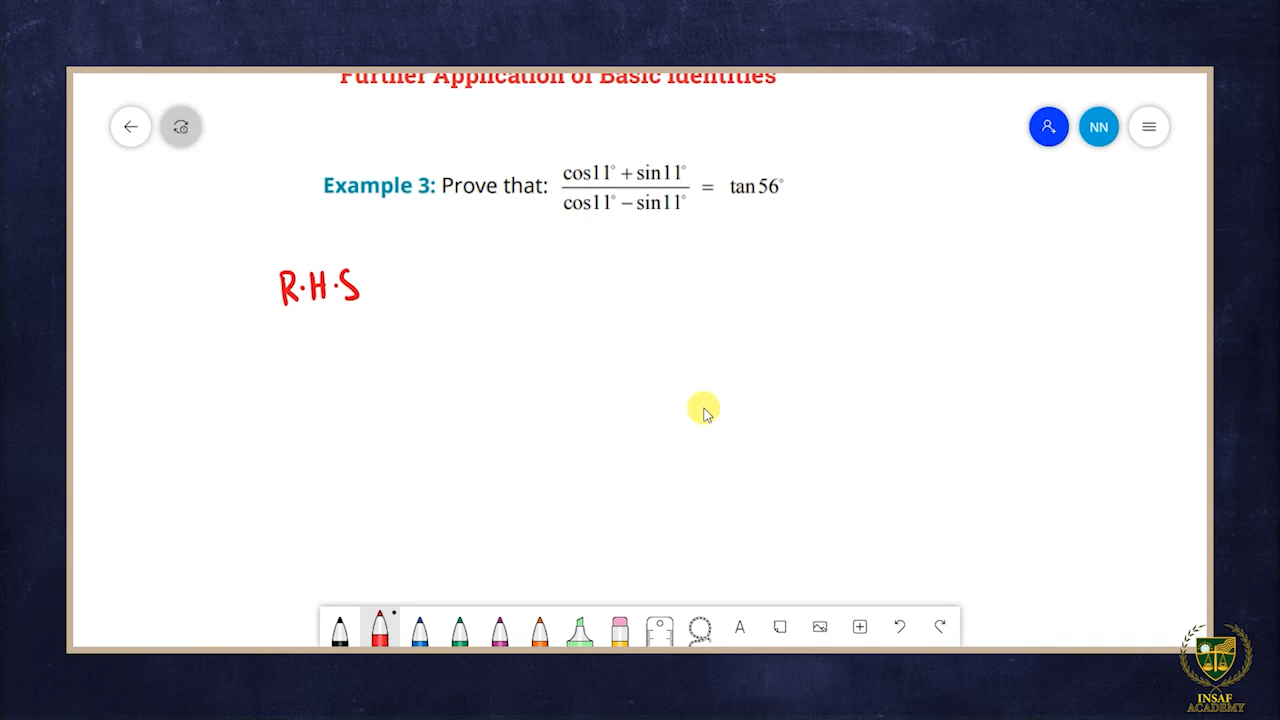 Further Application of Basic Identities
NN
Example 3: Prove that: cos11° + sin11° / cos11° − sin11° = tan56°
R.H.S
A
INSAF
ACADEMY